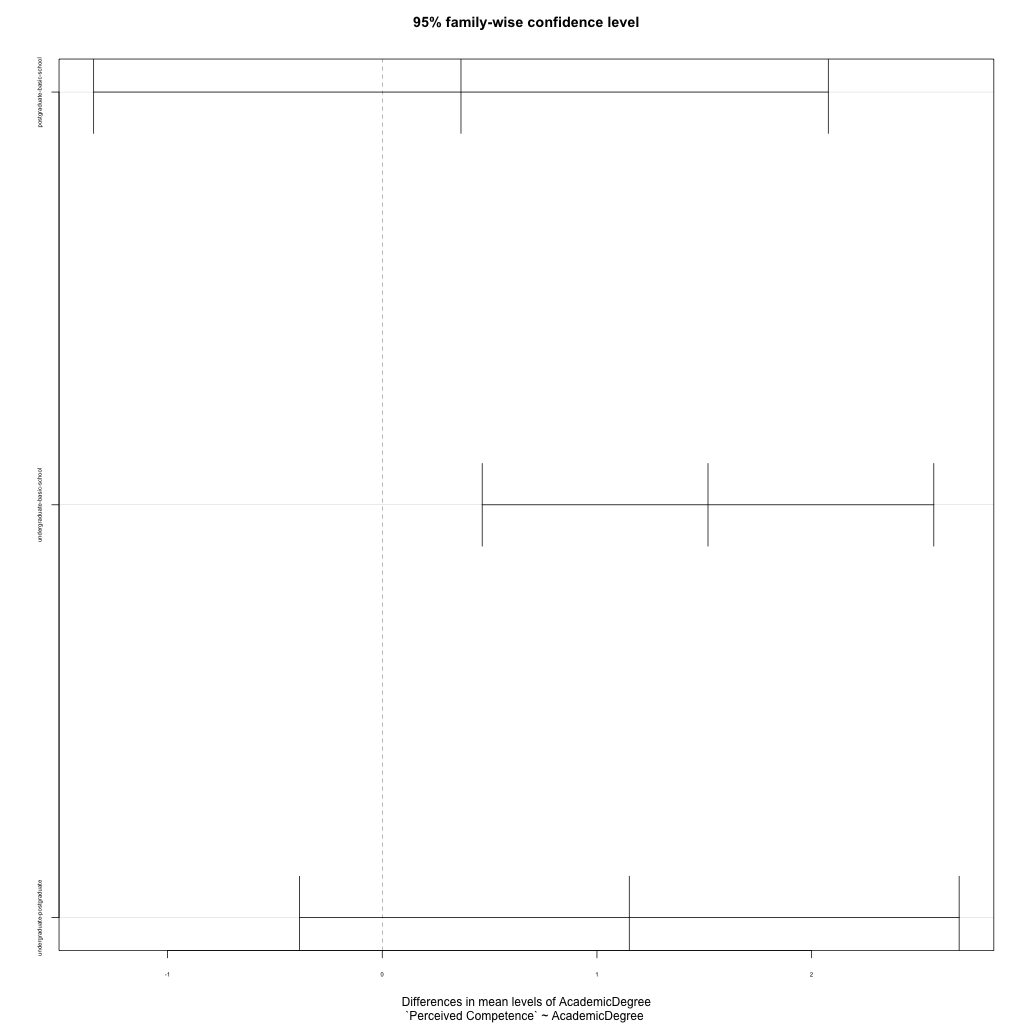 95% family-wise confidence level
postgraduate-basic-school
undergraduate-basic-school
undergraduate-postgraduate
-1 0 1 2
Differences in mean levels of AcademicDegree
`Perceived Competence` ~ AcademicDegree